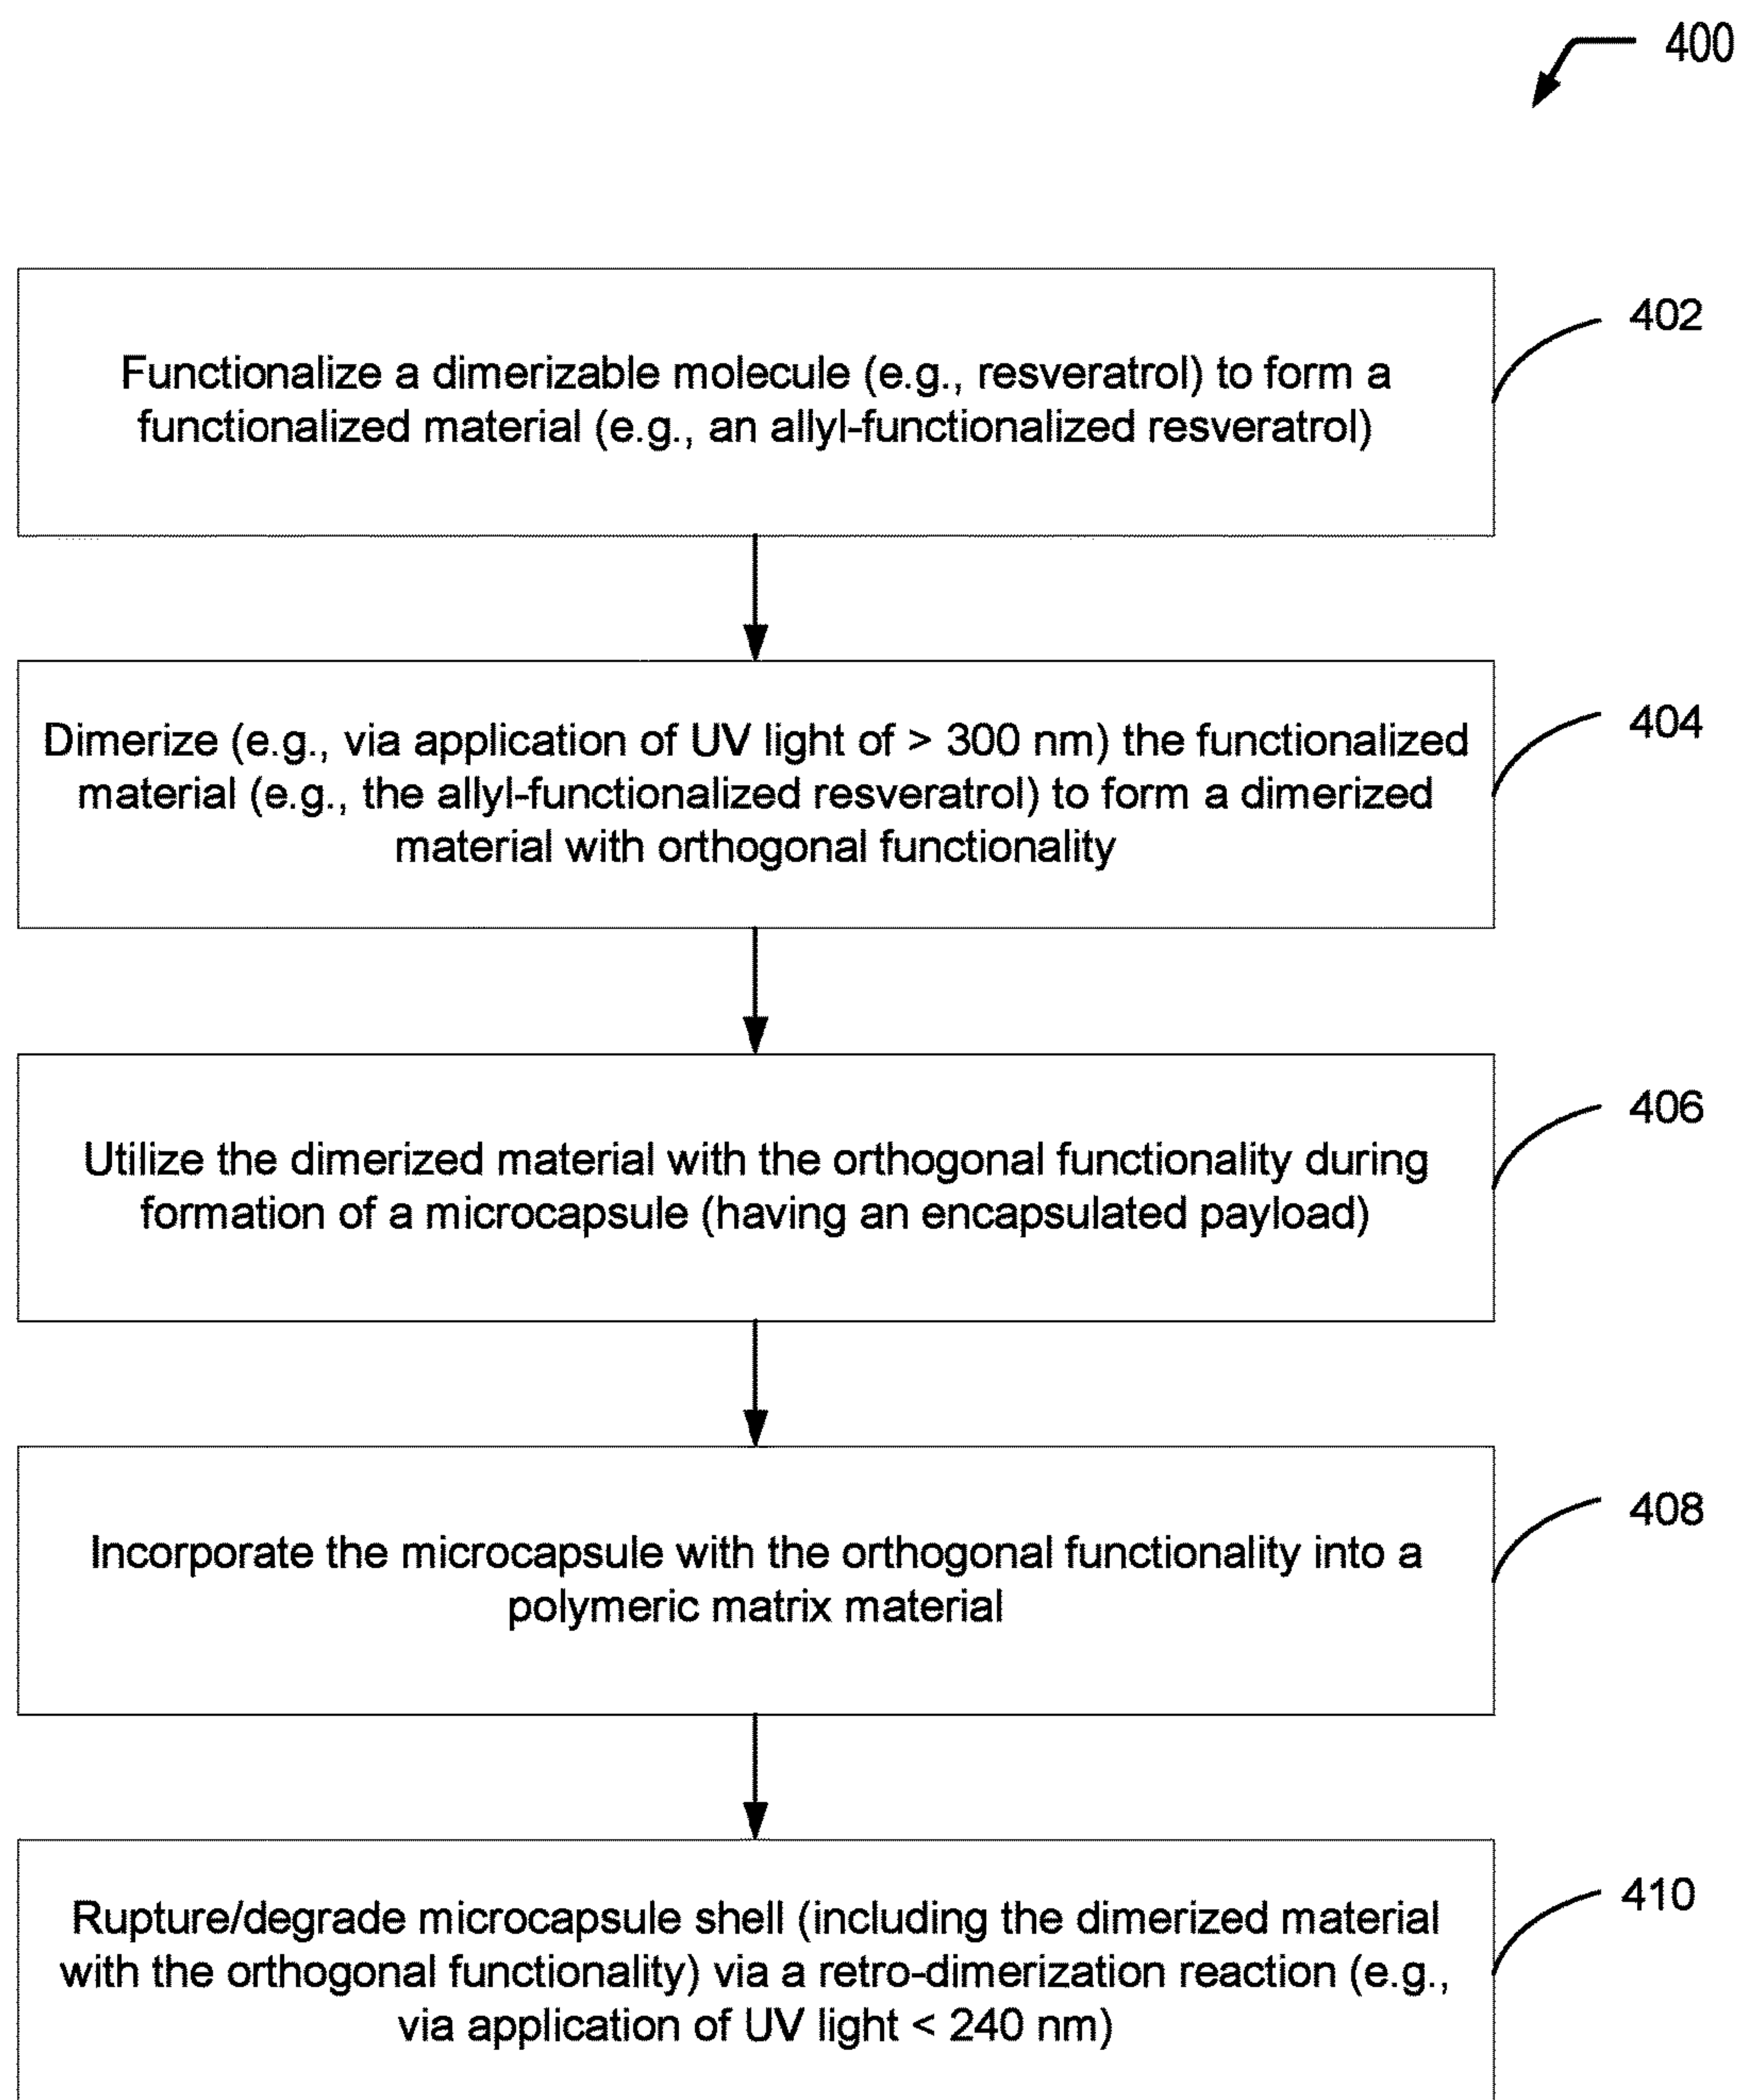 400
Functionalize a dimerizable molecule (e.g., resveratrol) to form a
functionalized material (e.g., an allyl-functionalized resveratrol)
402
Dimerize (e.g., via application of UV light of > 300 nm) the functionalized
material (e.g., the allyl-functionalized resveratrol) to form a dimerized
material with orthogonal functionality
404
Utilize the dimerized material with the orthogonal functionality during
formation of a microcapsule (having an encapsulated payload)
406
Incorporate the microcapsule with the orthogonal functionality into a
polymeric matrix material
408
Rupture/degrade microcapsule shell (including the dimerized material
with the orthogonal functionality) via a retro-dimerization reaction (e.g.,
via application of UV light < 240 nm)
410